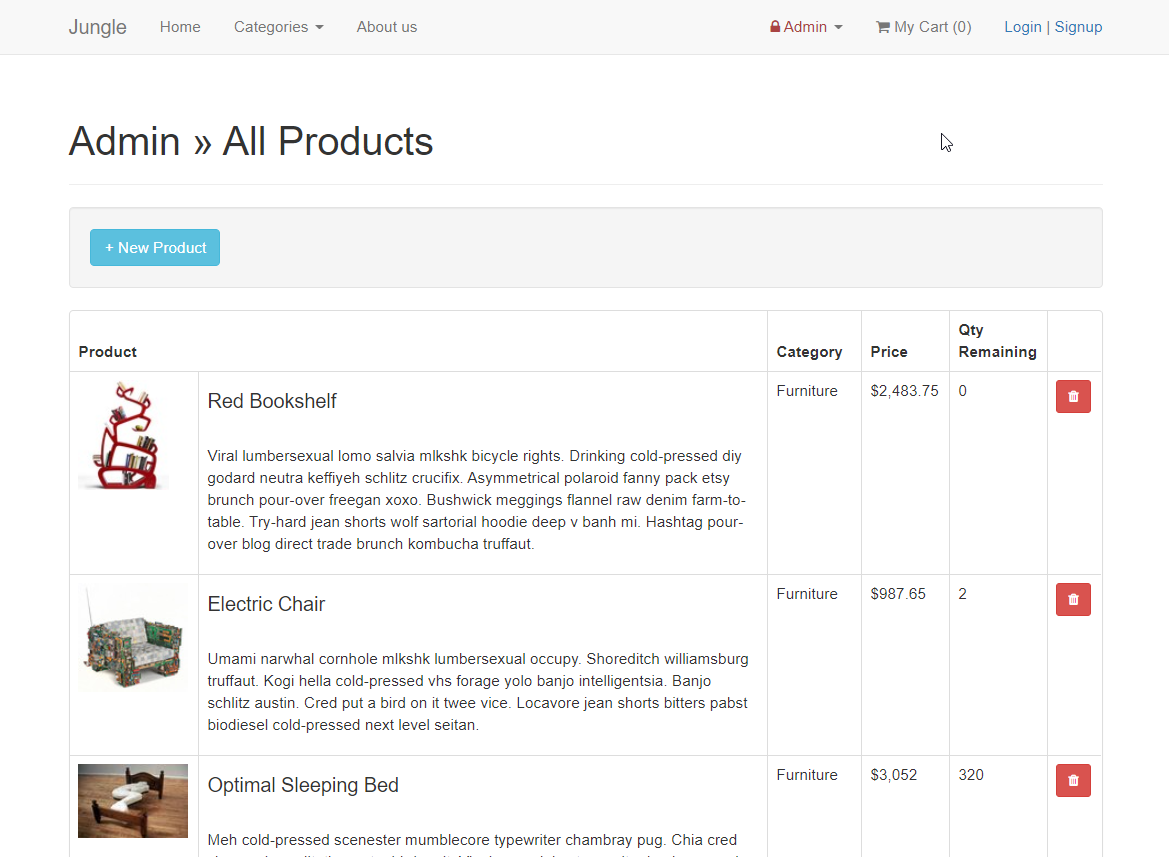 Jungle Home Categories About us Admin My Cart (0) Login | Signup
Admin » All Products
+ New Product
Product Category Price Qty Remaining
Red Bookshelf Furniture $2,483.75 0
Viral lumbersexual lomo salvia mlkshk bicycle rights. Drinking cold-pressed diy
godard neutra keffiyeh schlitz crucifix. Asymmetrical polaroid fanny pack etsy
brunch pour-over freegan xoxo. Bushwick meggings flannel raw denim farm-to-
table. Try-hard jean shorts wolf sartorial hoodie deep v banh mi. Hashtag pour-
over blog direct trade brunch kombucha truffaut.
Electric Chair Furniture $987.65 2
Umami narwhal cornhole mlkshk lumbersexual occupy. Shoreditch williamsburg
truffaut. Kogi hella cold-pressed vhs forage yolo banjo intelligentsia. Banjo
schlitz austin. Cred put a bird on it twee vice. Locavore jean shorts bitters pabst
biodiesel cold-pressed next level seitan.
Optimal Sleeping Bed Furniture $3,052 320
Meh cold-pressed scenester mumblecore typewriter chambray pug. Chia cred